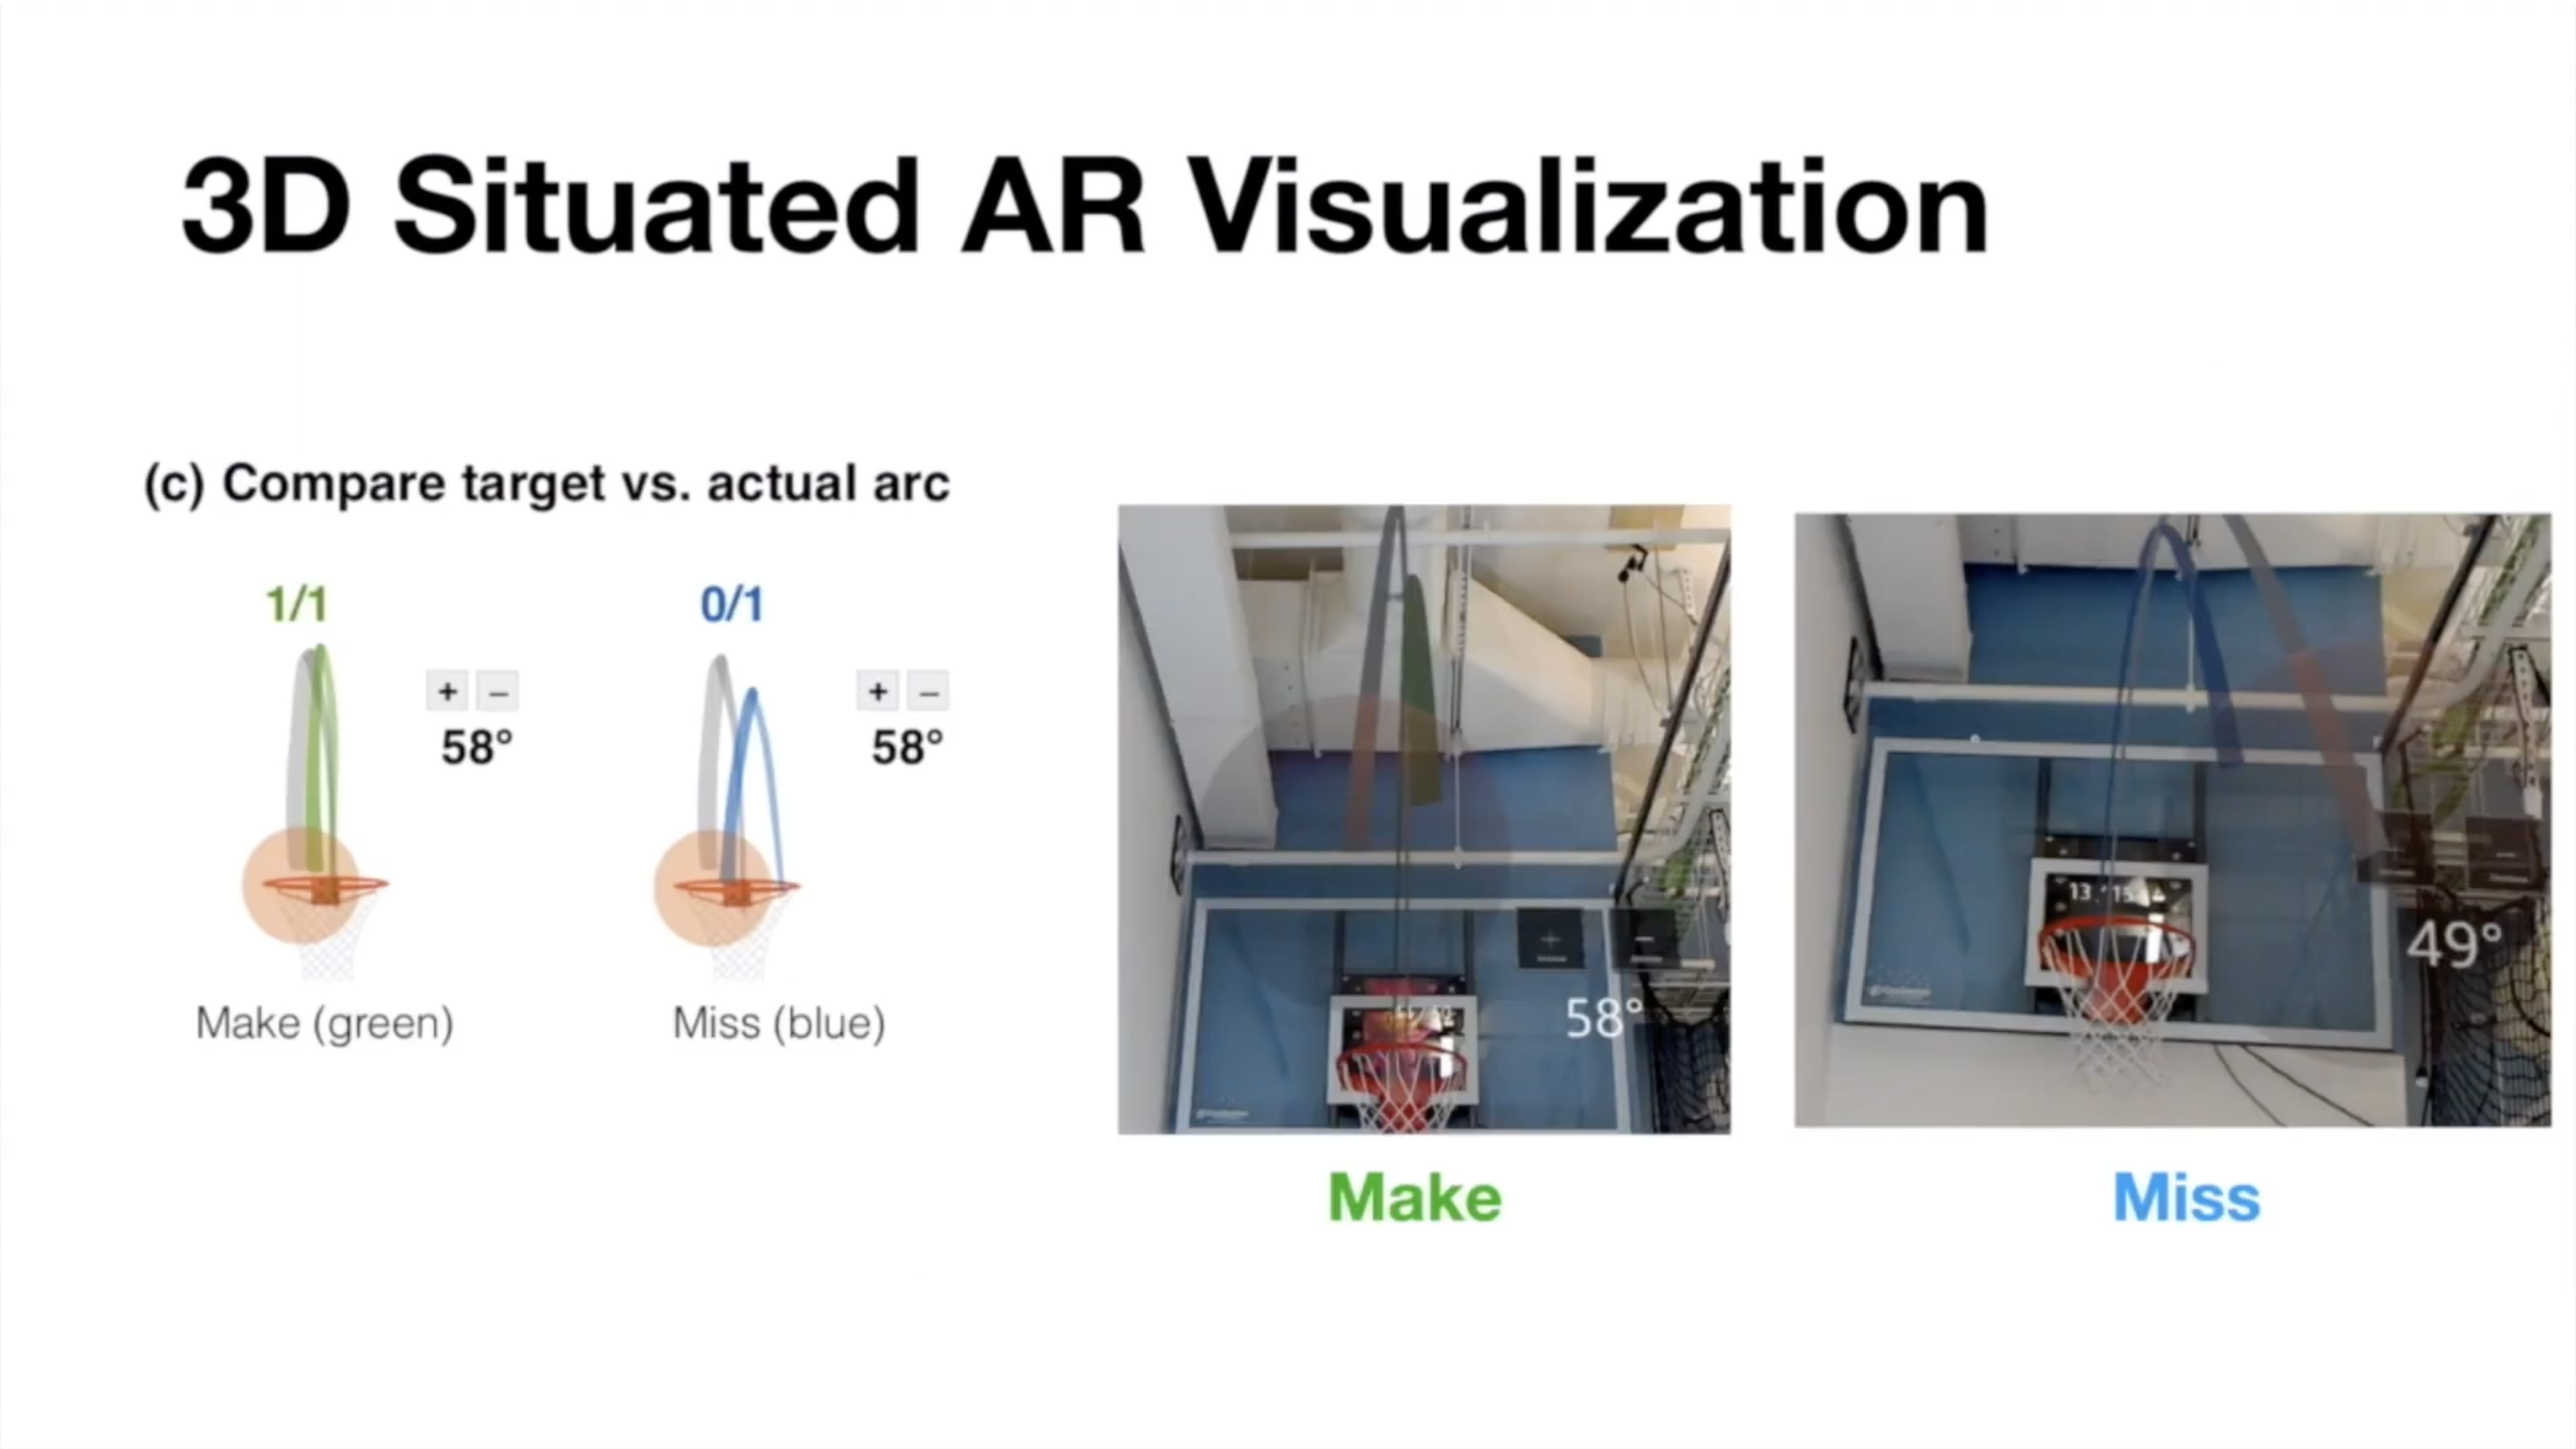 3D Situated AR Visualization
(c) Compare target vs. actual arc
1/1
+ –
58°
0/1
+ –
58°
Make (green)
Miss (blue)
58°
49°
Make
Miss